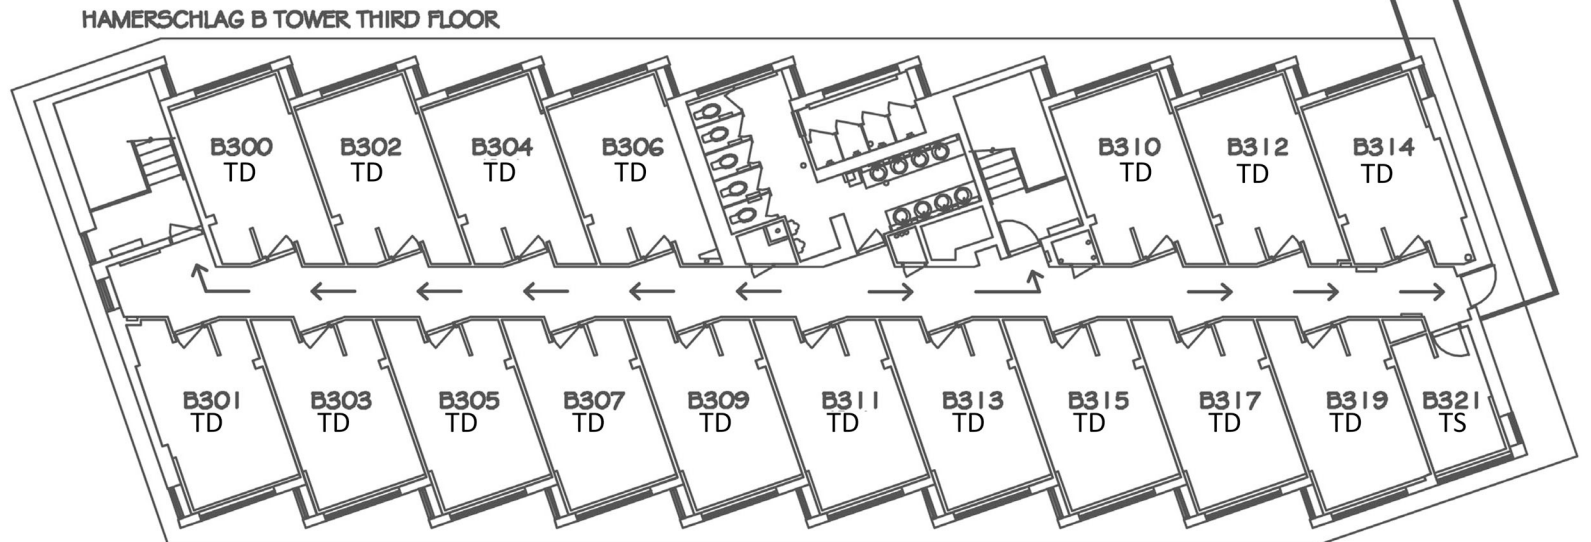 HAMERSCHLAG B TOWER THIRD FLOOR
B300
TD
B302
TD
B304
TD
B306
TD
B310
TD
B312
TD
B314
TD
B301
TD
B303
TD
B305
TD
B307
TD
B309
TD
B311
TD
B313
TD
B315
TD
B317
TD
B319
TD
B321
TS